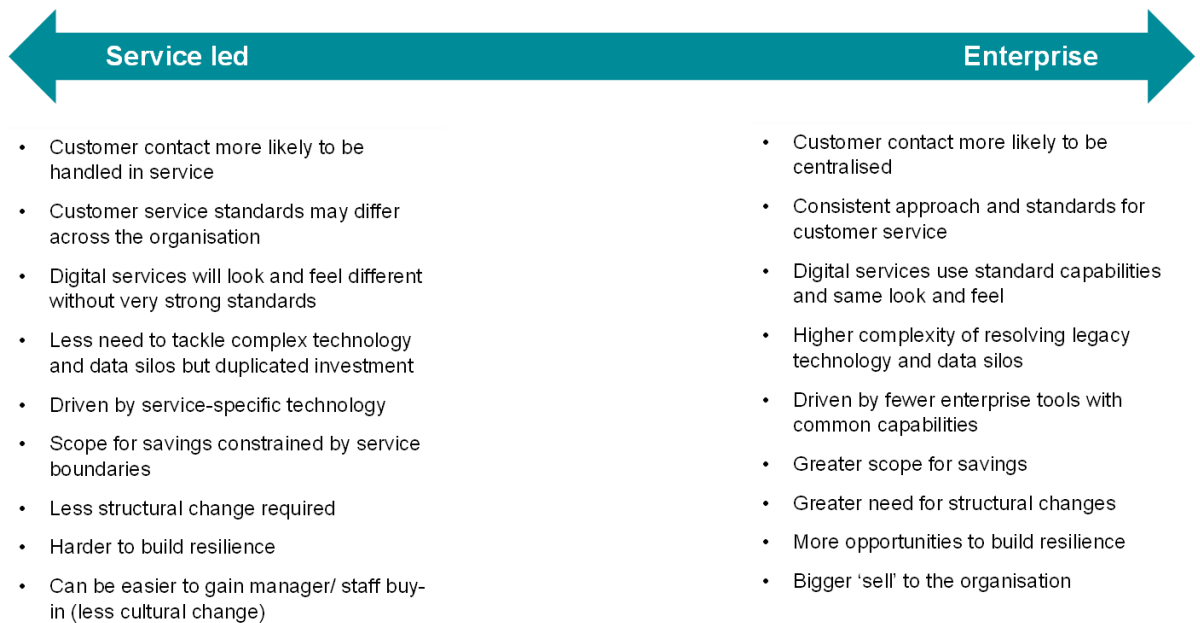 Service led
Enterprise
• Customer contact more likely to be
handled in service
• Customer service standards may differ
across the organisation
• Digital services will look and feel different
without very strong standards
• Less need to tackle complex technology
and data silos but duplicated investment
• Driven by service-specific technology
• Scope for savings constrained by service
boundaries
• Less structural change required
• Harder to build resilience
• Can be easier to gain manager/ staff buy-
in (less cultural change)
• Customer contact more likely to be
centralised
• Consistent approach and standards for
customer service
• Digital services use standard capabilities
and same look and feel
• Higher complexity of resolving legacy
technology and data silos
• Driven by fewer enterprise tools with
common capabilities
• Greater scope for savings
• Greater need for structural changes
• More opportunities to build resilience
• Bigger ‘sell’ to the organisation